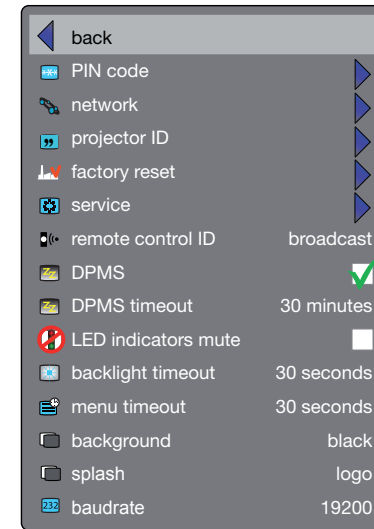 back
PIN code
network
projector ID
factory reset
service
remote control ID broadcast
DPMS
DPMS timeout 30 minutes
LED indicators mute
backlight timeout 30 seconds
menu timeout 30 seconds
background black
splash logo
232 baudrate 19200